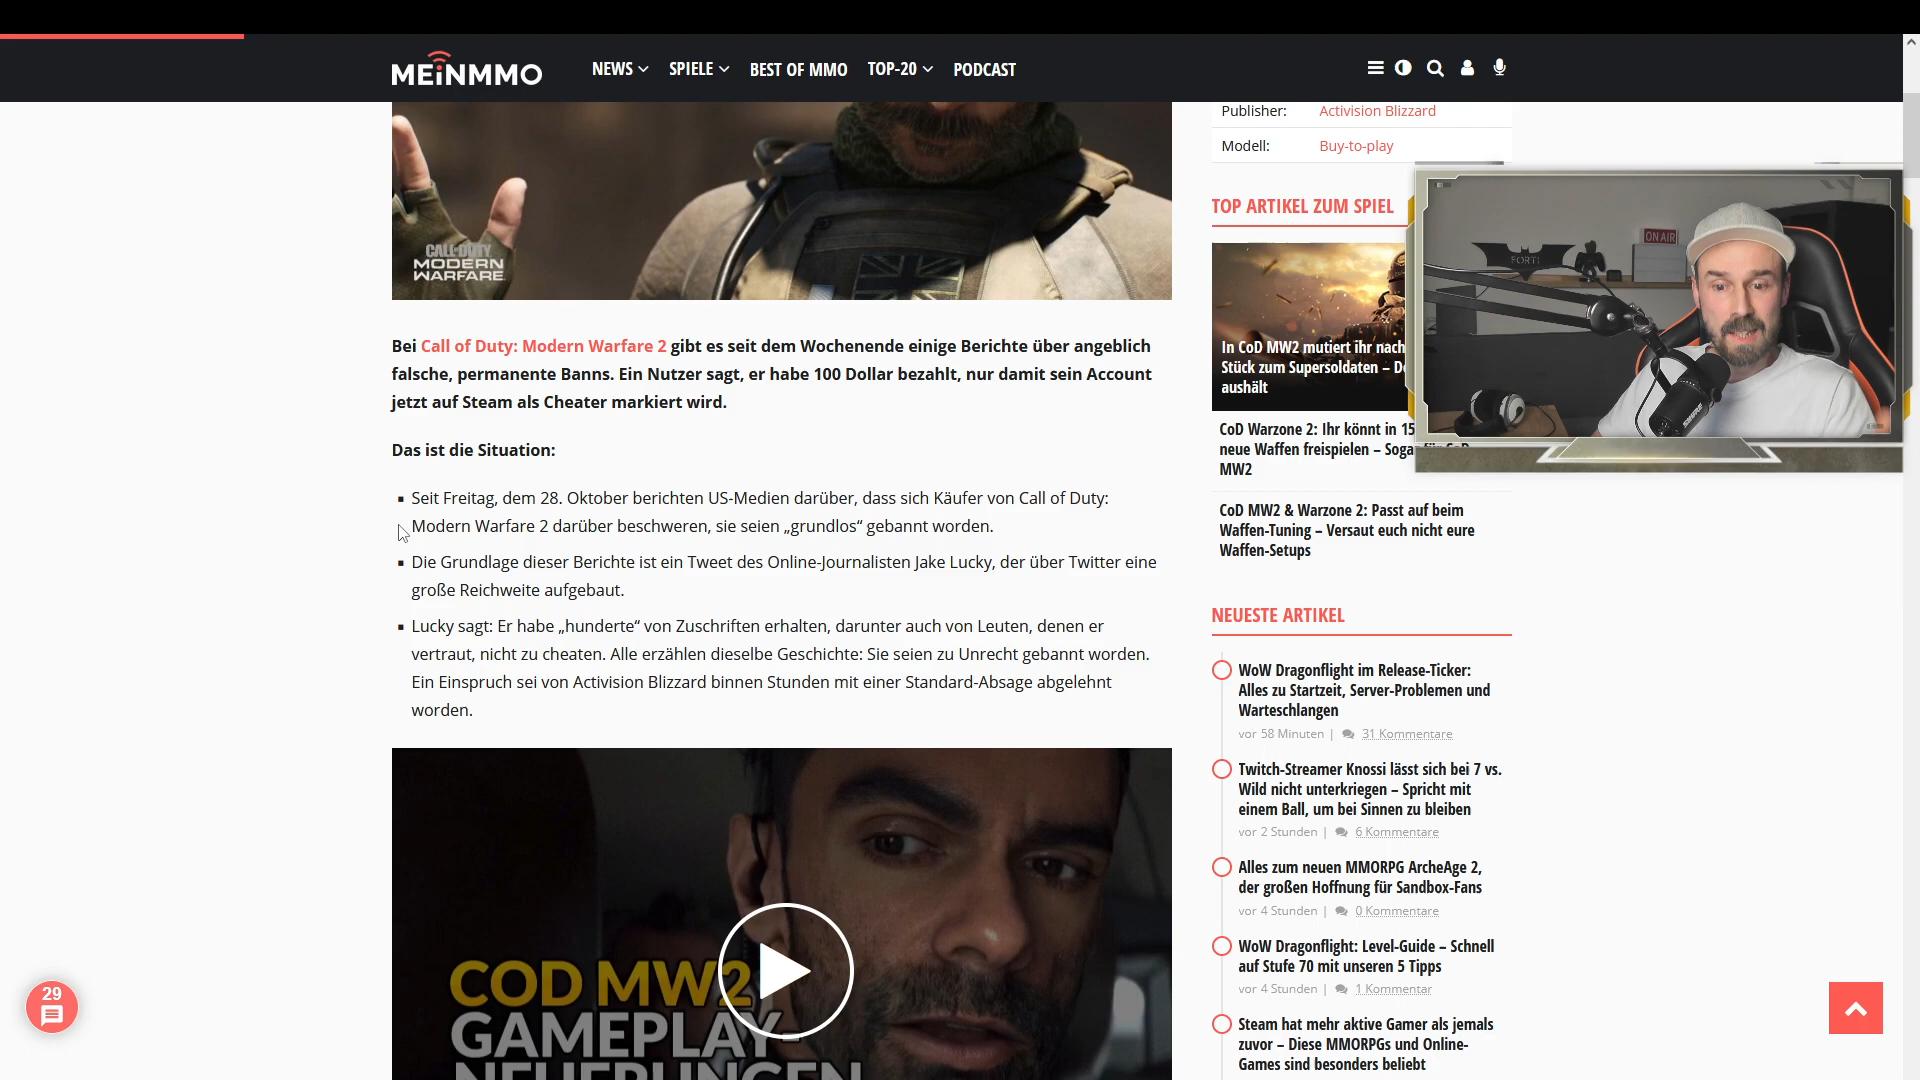 MEiNMMO
NEWS
SPIELE
BEST OF MMO
TOP-20
PODCAST
CALL OF DUTY
MODERN
WARFARE
Bei Call of Duty: Modern Warfare 2 gibt es seit dem Wochenende einige Berichte über angeblich
falsche, permanente Banns. Ein Nutzer sagt, er habe 100 Dollar bezahlt, nur damit sein Account
jetzt auf Steam als Cheater markiert wird.
Das ist die Situation:
▪ Seit Freitag, dem 28. Oktober berichten US-Medien darüber, dass sich Käufer von Call of Duty:
Modern Warfare 2 darüber beschweren, sie seien „grundlos“ gebannt worden.
▪ Die Grundlage dieser Berichte ist ein Tweet des Online-Journalisten Jake Lucky, der über Twitter eine
große Reichweite aufgebaut.
▪ Lucky sagt: Er habe „hunderte“ von Zuschriften erhalten, darunter auch von Leuten, denen er
vertraut, nicht zu cheaten. Alle erzählen dieselbe Geschichte: Sie seien zu Unrecht gebannt worden.
Ein Einspruch sei von Activision Blizzard binnen Stunden mit einer Standard-Absage abgelehnt
worden.
COD MW2
GAMEPLAY-
NEUERUNGEN
29
Publisher: Activision Blizzard
Modell: Buy-to-play
TOP ARTIKEL ZUM SPIEL
In CoD MW2 mutiert ihr nach
Stück zum Supersoldaten –
aushält
CoD Warzone 2: Ihr könnt in 15
neue Waffen freispielen –
MW2
CoD MW2 & Warzone 2: Passt auf beim
Waffen-Tuning – Versaut euch nicht eure
Waffen-Setups
ON AIR
FORTI
SHURE
NEUESTE ARTIKEL
WoW Dragonflight im Release-Ticker:
Alles zu Startzeit, Server-Problemen und
Warteschlangen
vor 58 Minuten | 31 Kommentare
Twitch-Streamer Knossi lässt sich bei 7 vs.
Wild nicht unterkriegen – Spricht mit
einem Ball, um bei Sinnen zu bleiben
vor 2 Stunden | 6 Kommentare
Alles zum neuen MMORPG ArcheAge 2,
der großen Hoffnung für Sandbox-Fans
vor 4 Stunden | 0 Kommentare
WoW Dragonflight: Level-Guide – Schnell
auf Stufe 70 mit unseren 5 Tipps
vor 4 Stunden | 1 Kommentar
Steam hat mehr aktive Gamer als jemals
zuvor – Diese MMORPGs und Online-
Games sind besonders beliebt